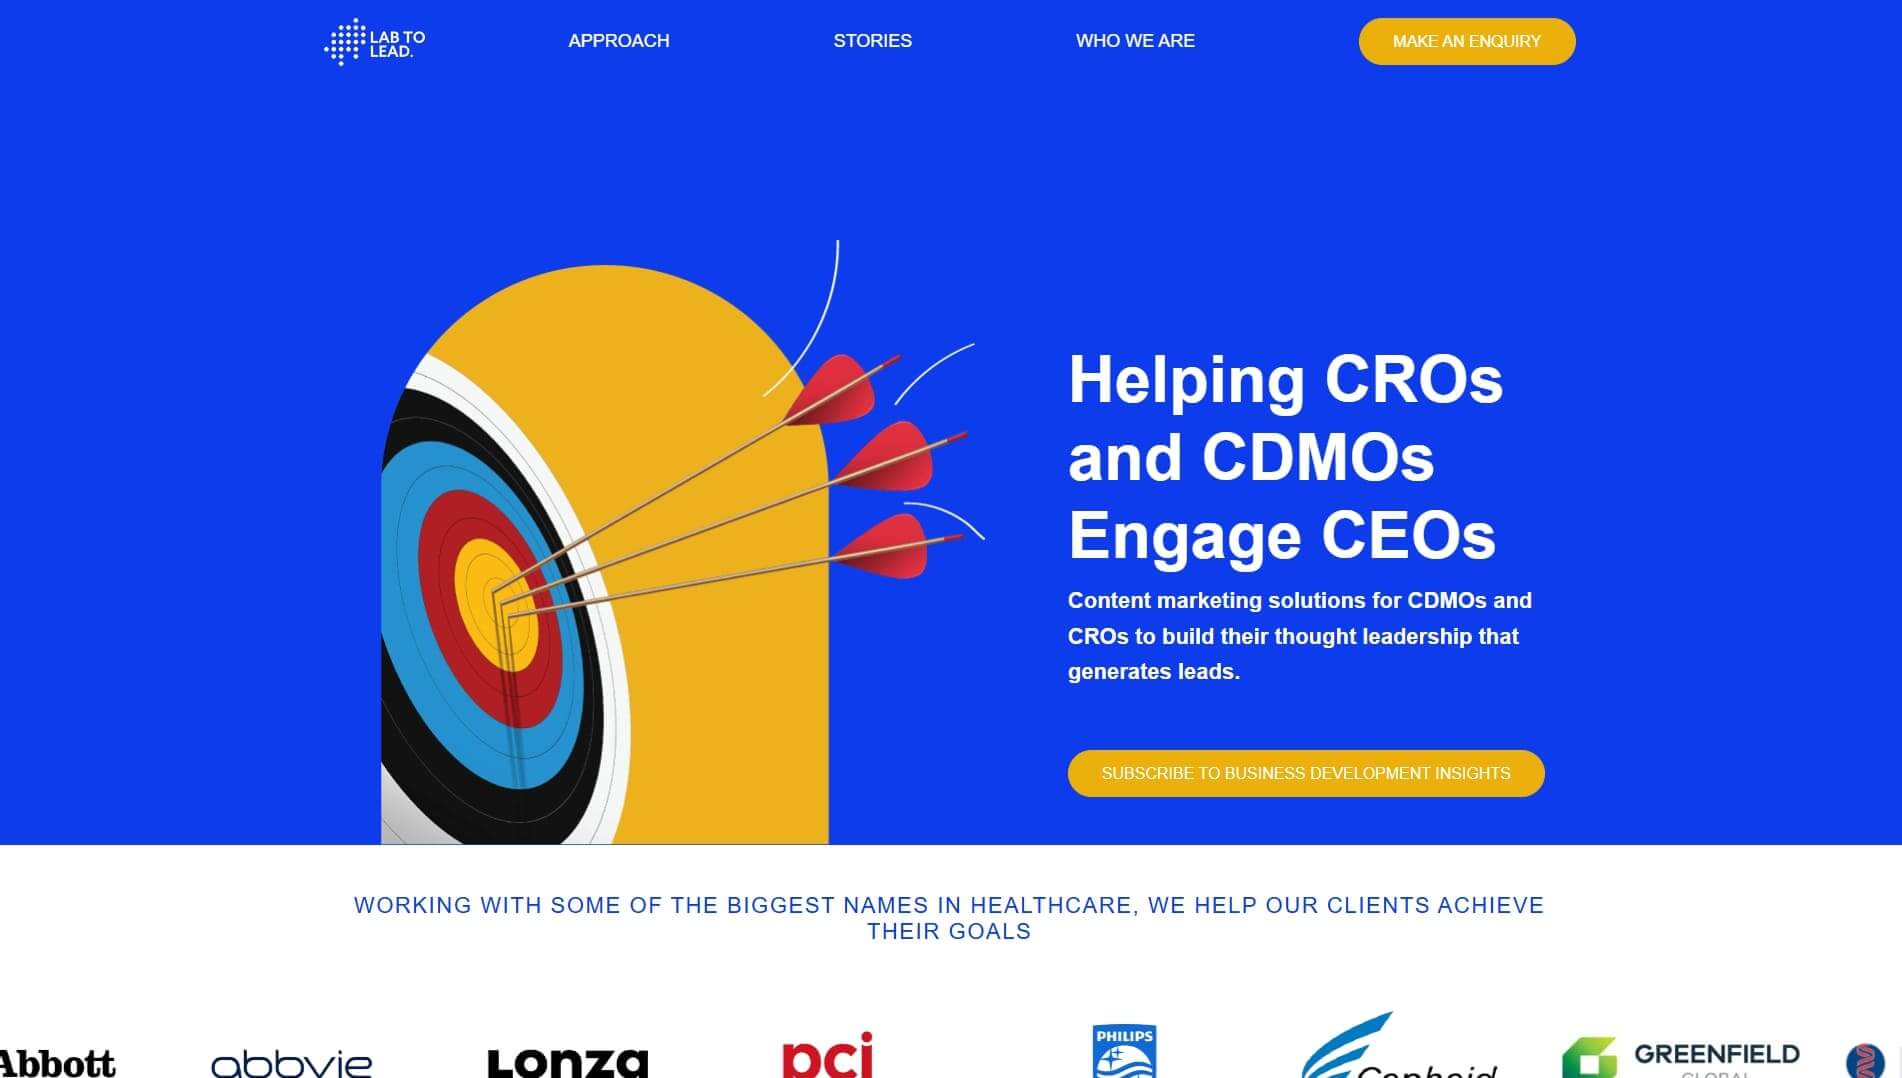 LAB TO
LEAD.
APPROACH
STORIES
WHO WE ARE
MAKE AN ENQUIRY
Helping CROs
and CDMOs
Engage CEOs
Content marketing solutions for CDMOs and
CROs to build their thought leadership that
generates leads.
SUBSCRIBE TO BUSINESS DEVELOPMENT INSIGHTS
WORKING WITH SOME OF THE BIGGEST NAMES IN HEALTHCARE, WE HELP OUR CLIENTS ACHIEVE
THEIR GOALS
Abbott
abbvie
Lonza
pci
PHILIPS
Cepheid
GREENFIELD
GLOBAL